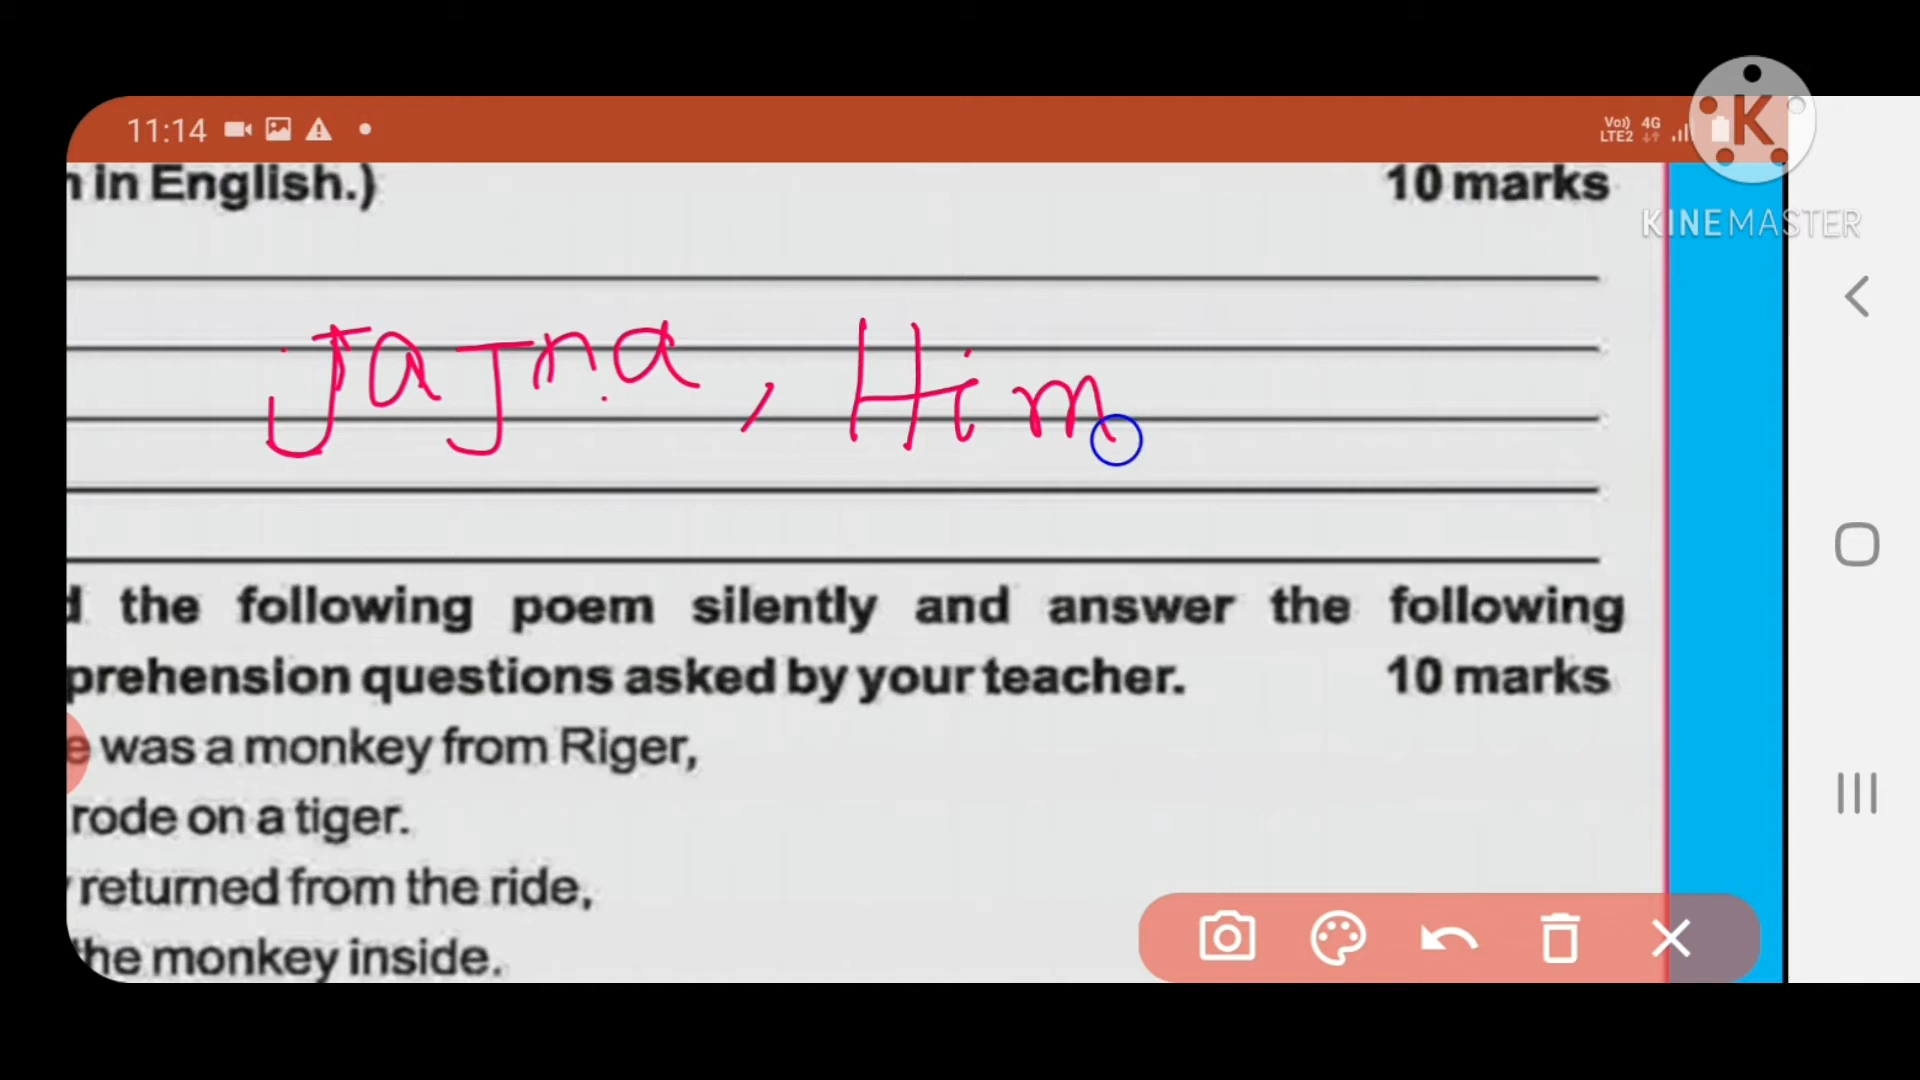 11:14 Vo)) LTE2 4G
K
KINEMASTER
n in English.) 10 marks
JaJna, Him
d the following poem silently and answer the following
prehension questions asked by your teacher. 10 marks
e was a monkey from Riger,
rode on a tiger.
returned from the ride,
the monkey inside.